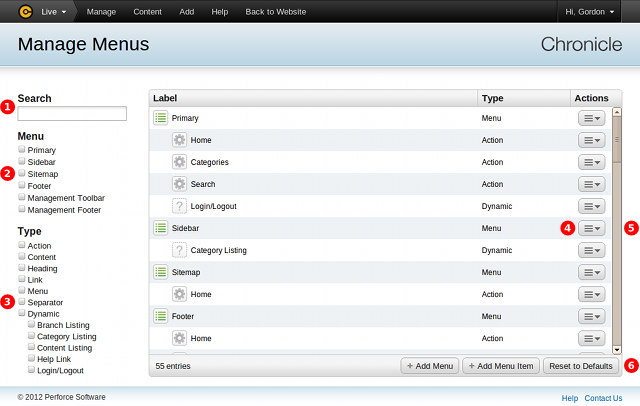 Live Manage Content Add Help Back to Website Hi, Gordon
Manage Menus
Chronicle
1
Search
Menu
Primary
Sidebar
2
Sitemap
Footer
Management Toolbar
Management Footer
Type
Action
Content
Heading
Link
Menu
3
Separator
Dynamic
Branch Listing
Category Listing
Content Listing
Help Link
Login/Logout
Label Type Actions
Primary Menu
Home Action
Categories Action
Search Action
? Login/Logout Dynamic
Sidebar Menu 4 5
? Category Listing Dynamic
Sitemap Menu
Home Action
Footer Menu
Home Action
55 entries + Add Menu + Add Menu Item Reset to Defaults 6
© 2012 Perforce Software Help Contact Us